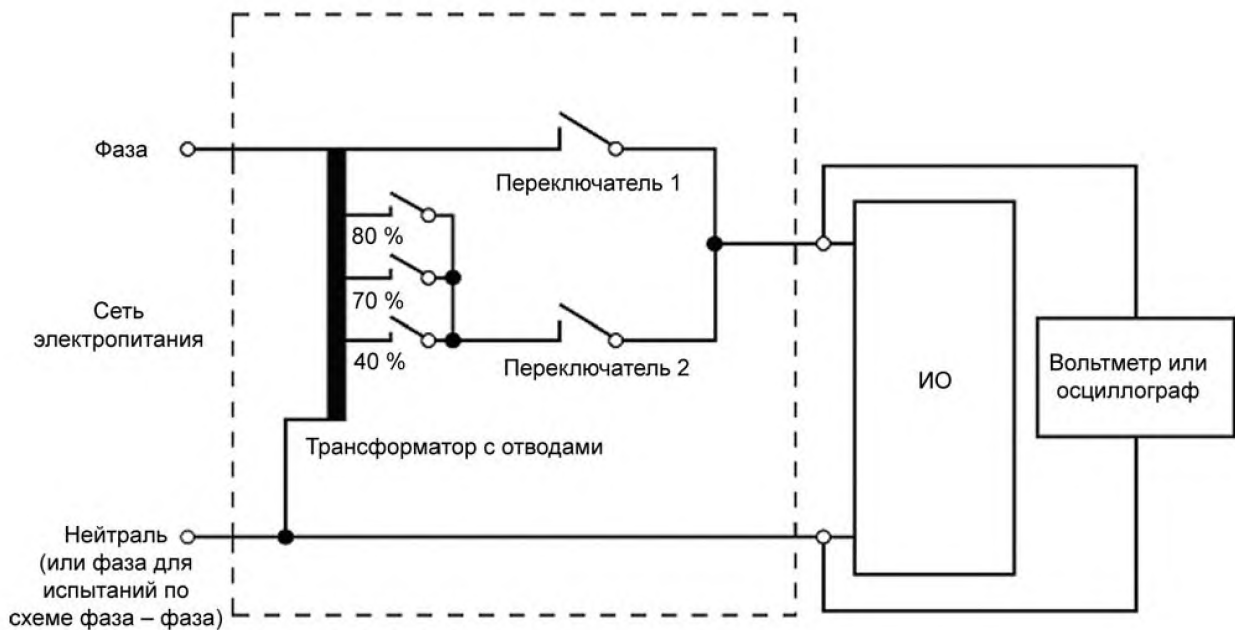 Фаза
Переключатель 1
80 %
70 %
40 %
Сеть
электропитания
Переключатель 2
ИО
Вольтметр или
осциллограф
Трансформатор с отводами
Нейтраль
(или фаза для
испытаний по
схеме фаза – фаза)